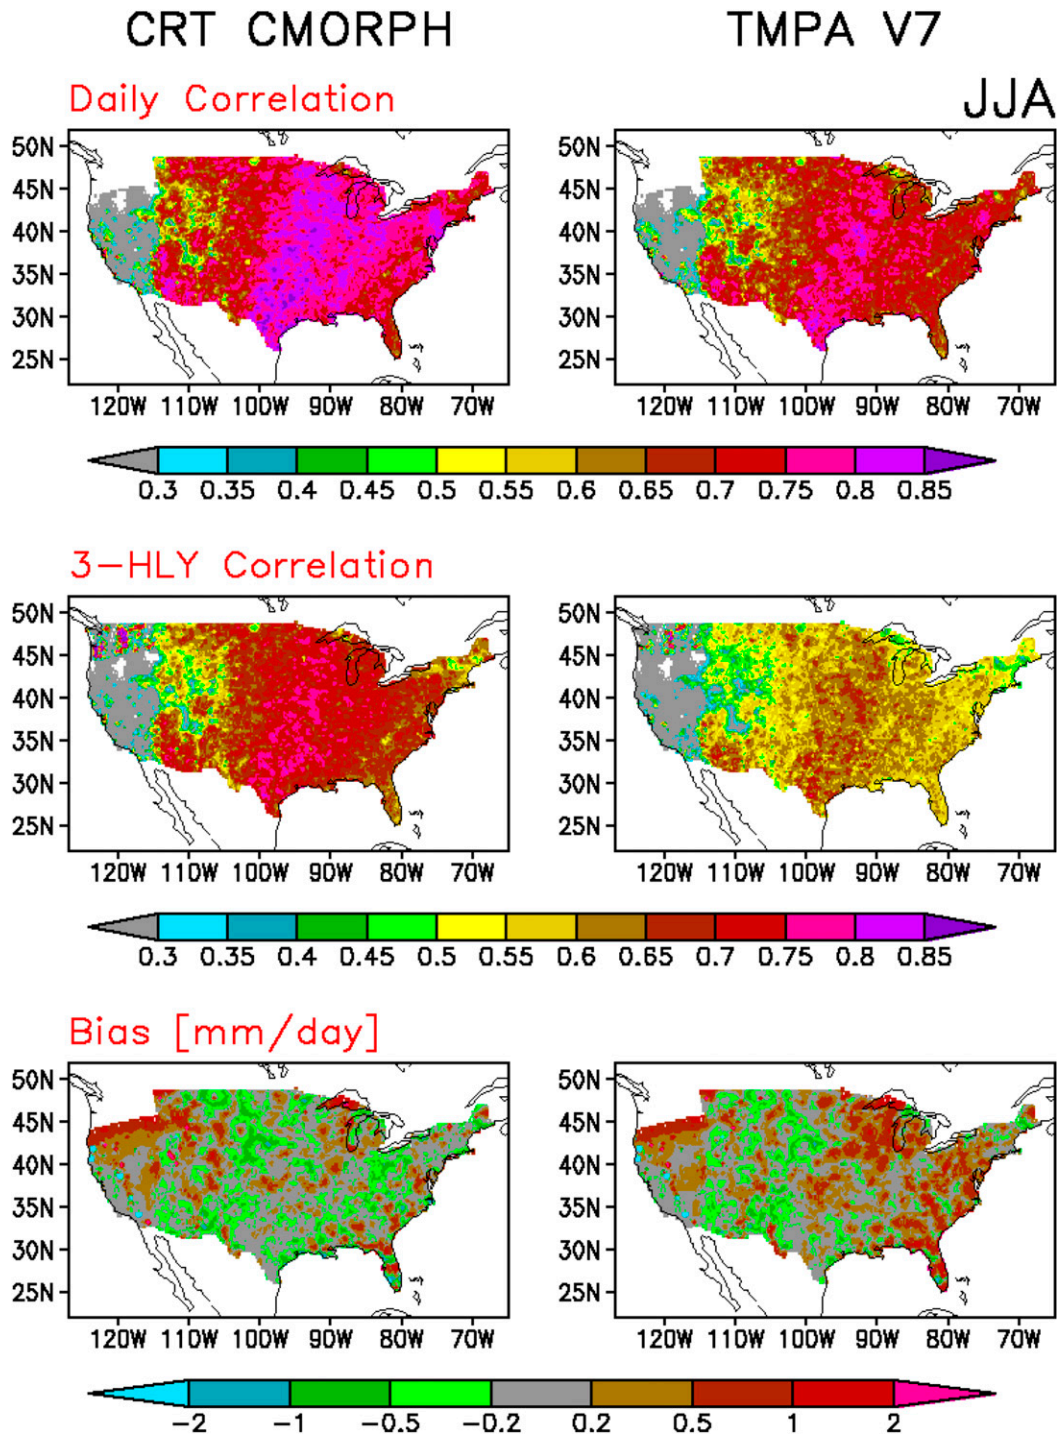 CRT CMORPH TMPA V7
Daily Correlation JJA
50N
45N
40N
35N
30N
25N
120W 110W 100W 90W 80W 70W 120W 110W 100W 90W 80W 70W
0.3 0.35 0.4 0.45 0.5 0.55 0.6 0.65 0.7 0.75 0.8 0.85
3-HLY Correlation
50N 50N
45N 45N
40N 40N
35N 35N
30N 30N
25N 25N
120W 110W 100W 90W 80W 70W 120W 110W 100W 90W 80W 70W
0.3 0.35 0.4 0.45 0.5 0.55 0.6 0.65 0.7 0.75 0.8 0.85
Bias [mm/day]
50N 50N
45N 45N
40N 40N
35N 35N
30N 30N
25N 25N
120W 110W 100W 90W 80W 70W 120W 110W 100W 90W 80W 70W
-2 -1 -0.5 -0.2 0.2 0.5 1 2